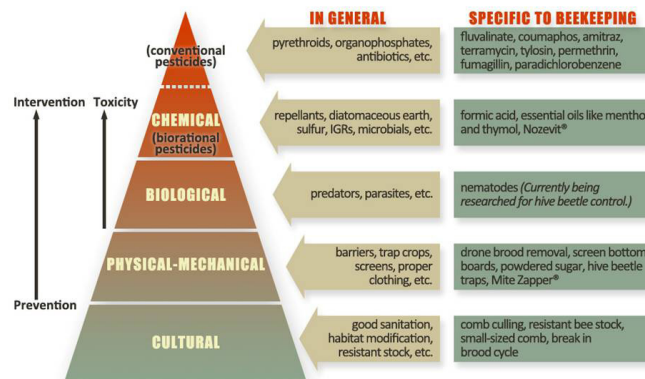 IN GENERAL
SPECIFIC TO BEEKEEPING
(conventional
pesticides)
pyrethroids, organophosphates,
antibiotics, etc.
fluvalinate, coumaphos, amitraz,
terramycin, tylosin, permethrin,
fumagillin, paradichlorobenzene
Intervention
Toxicity
CHEMICAL
(biorational
pesticides)
repellants, diatomaceous earth,
sulfur, IGRs, microbials, etc.
formic acid, essential oils like mentho
and thymol, Nozevit®
BIOLOGICAL
predators, parasites, etc.
nematodes (Currently being
researched for hive beetle control.)
PHYSICAL-MECHANICAL
barriers, trap crops,
screens, proper
clothing, etc.
drone brood removal, screen bottom
boards, powdered sugar, hive beetle
traps, Mite Zapper®
Prevention
CULTURAL
good sanitation,
habitat modification,
resistant stock, etc.
comb culling, resistant bee stock,
small-sized comb, break in
brood cycle